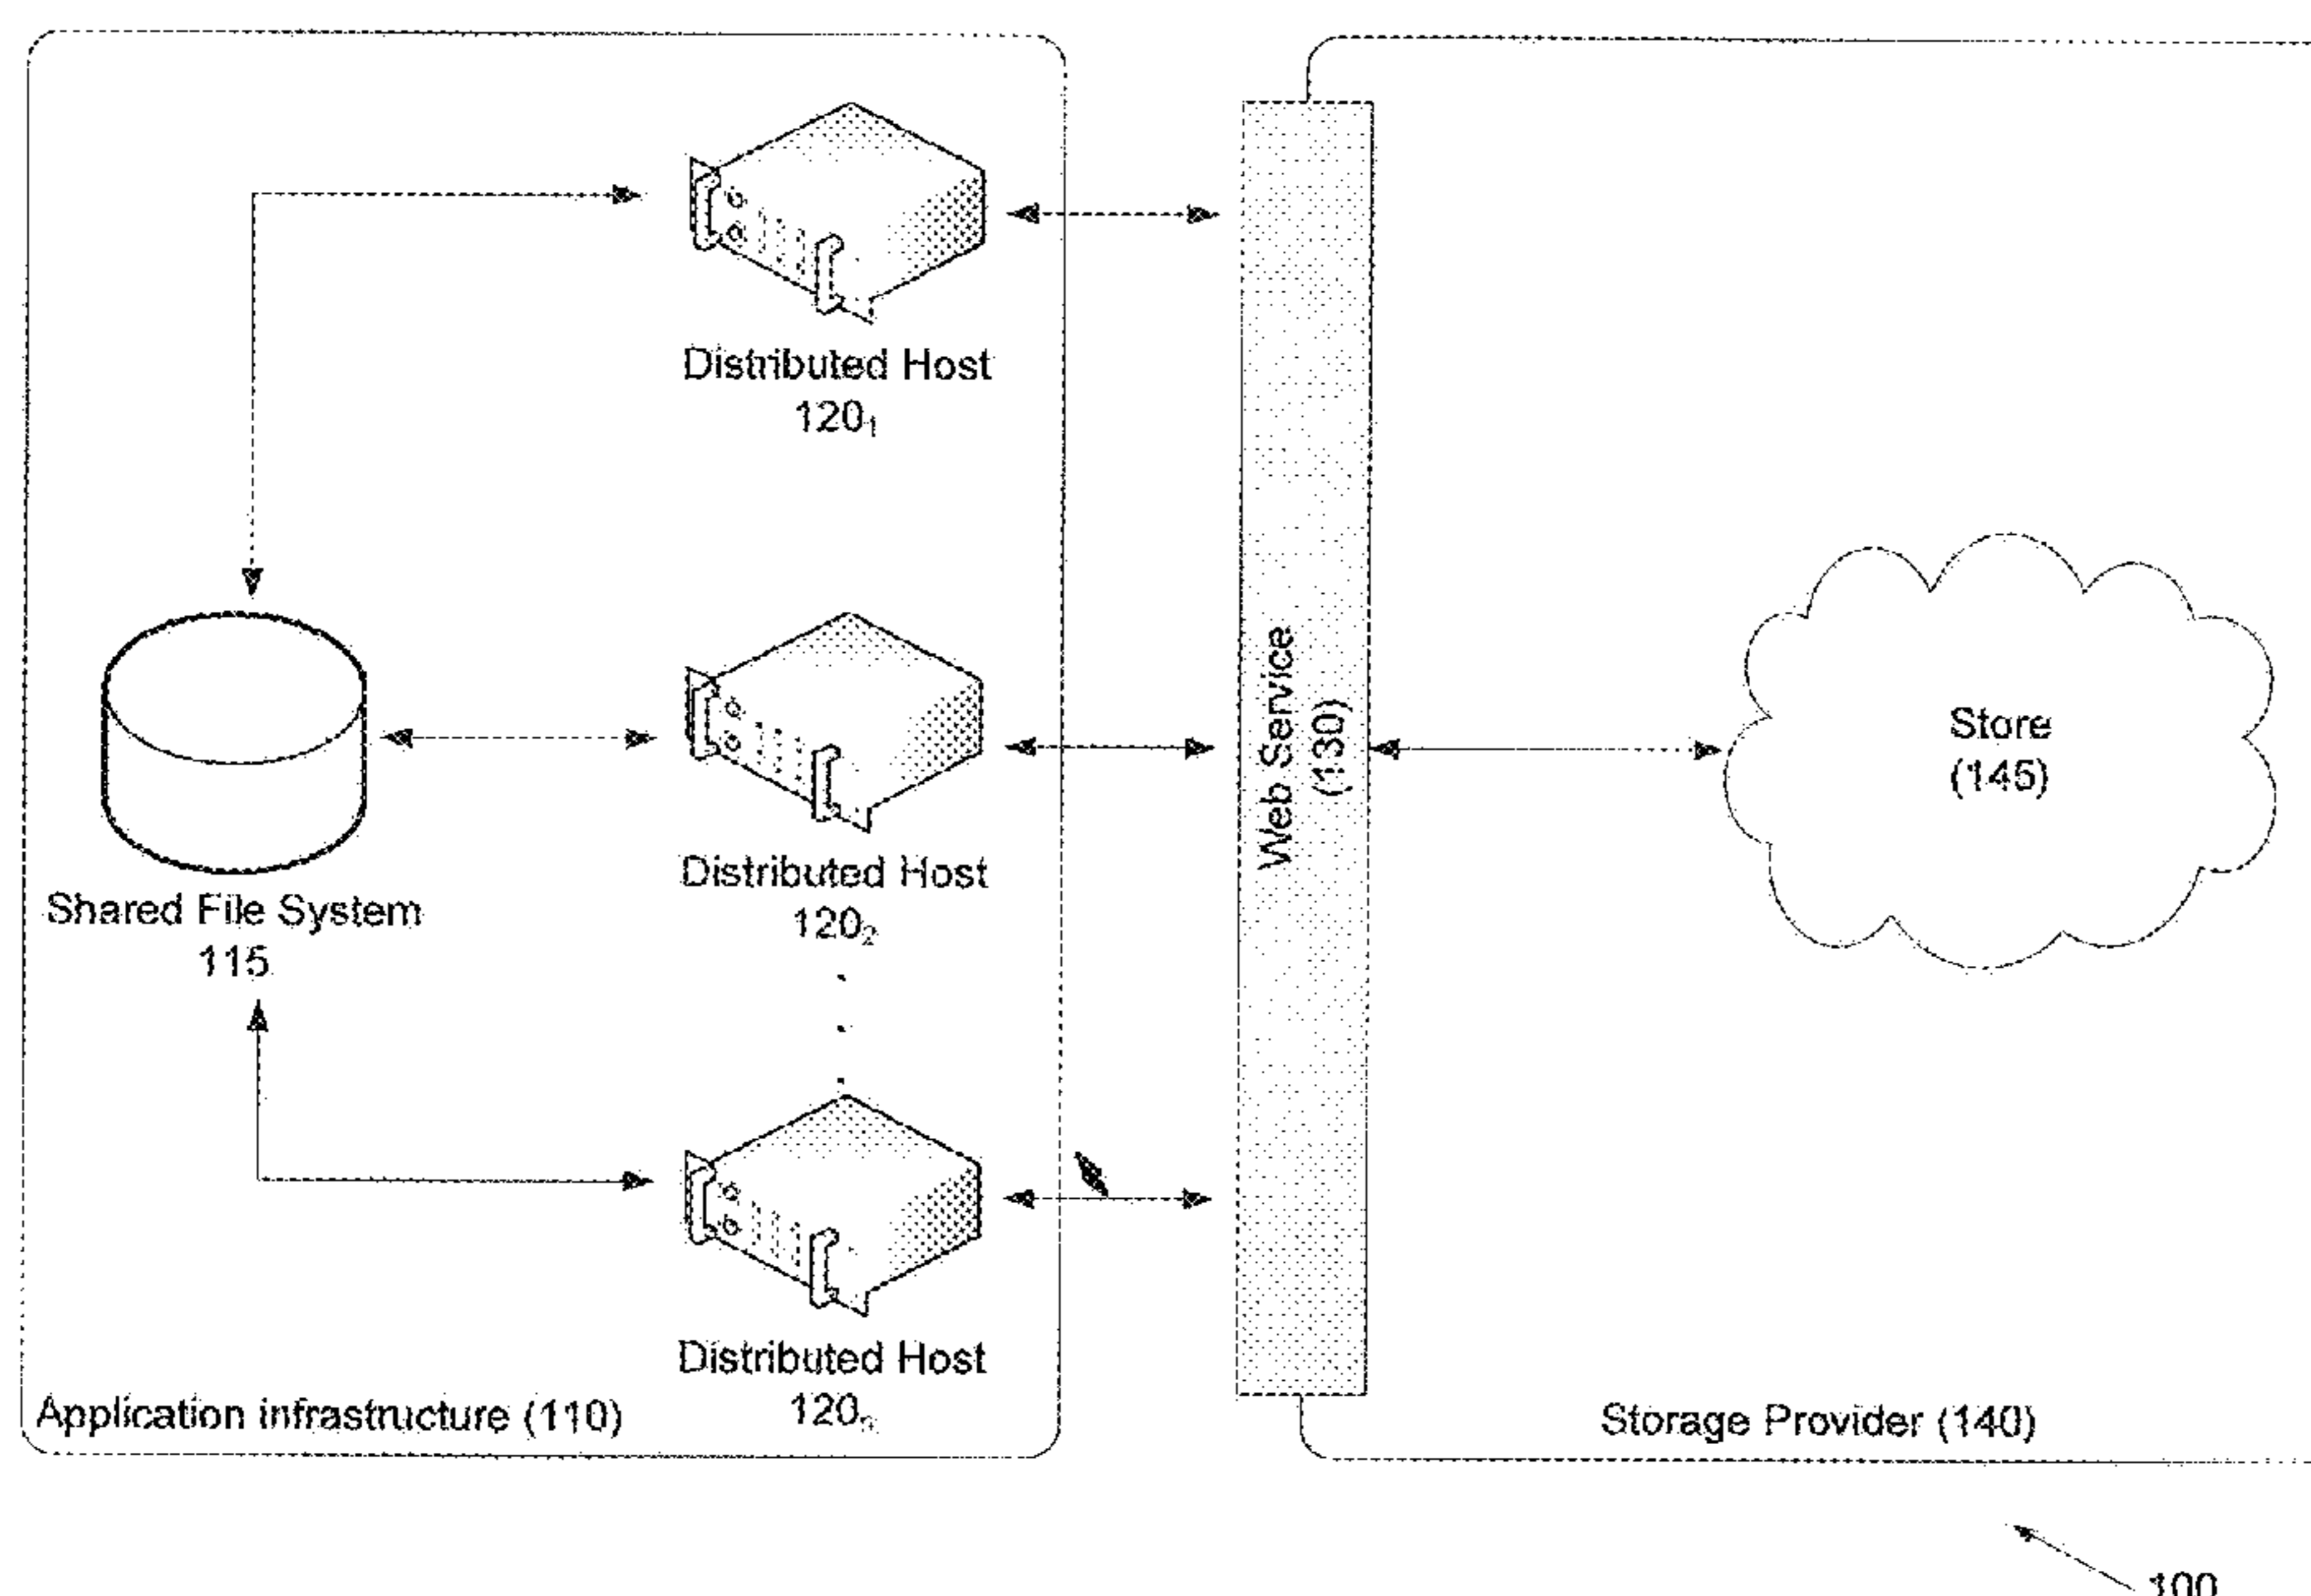 Distributed Host
120₁
Distributed Host
120₂
Shared File System
115
Distributed Host
120ₙ
Application infrastructure (110)
Web Service
(130)
Store
(145)
Storage Provider (140)
100